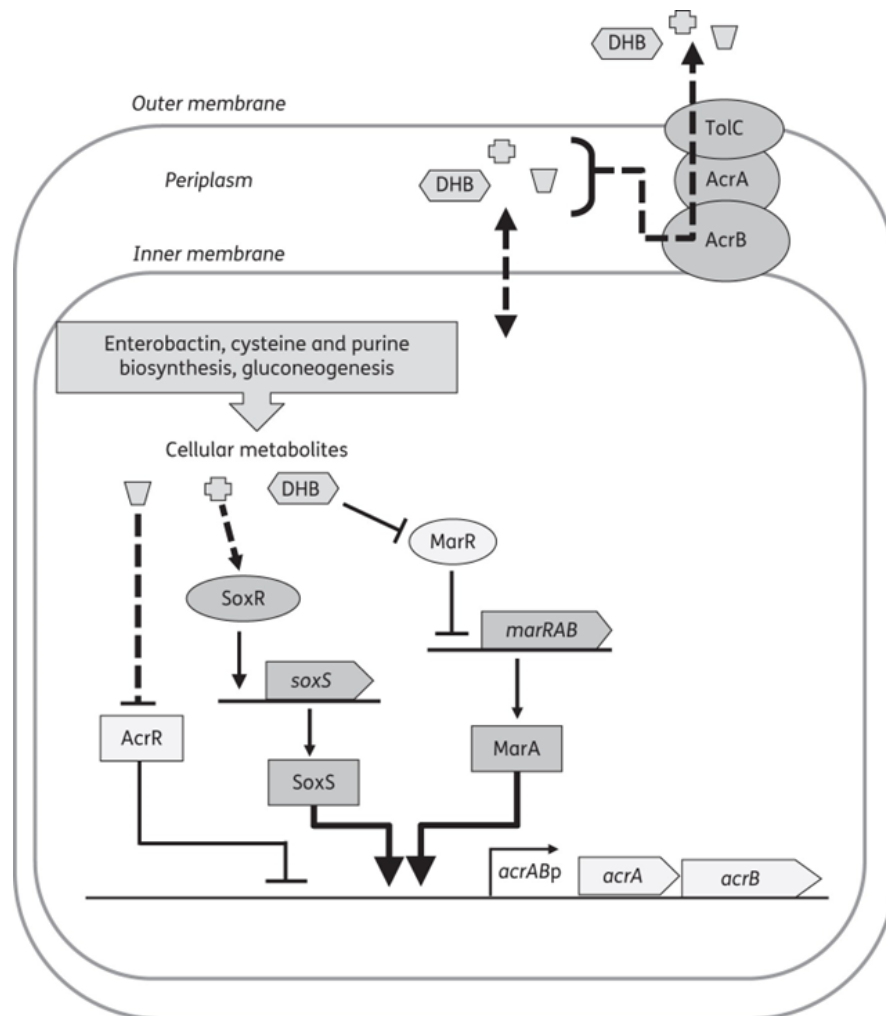 DHB
Outer membrane
TolC
Periplasm
DHB
AcrA
AcrB
Inner membrane
Enterobactin, cysteine and purine
biosynthesis, gluconeogenesis
Cellular metabolites
DHB
MarR
SoxR
marRAB
soxS
AcrR
MarA
SoxS
acrABp
acrA
acrB